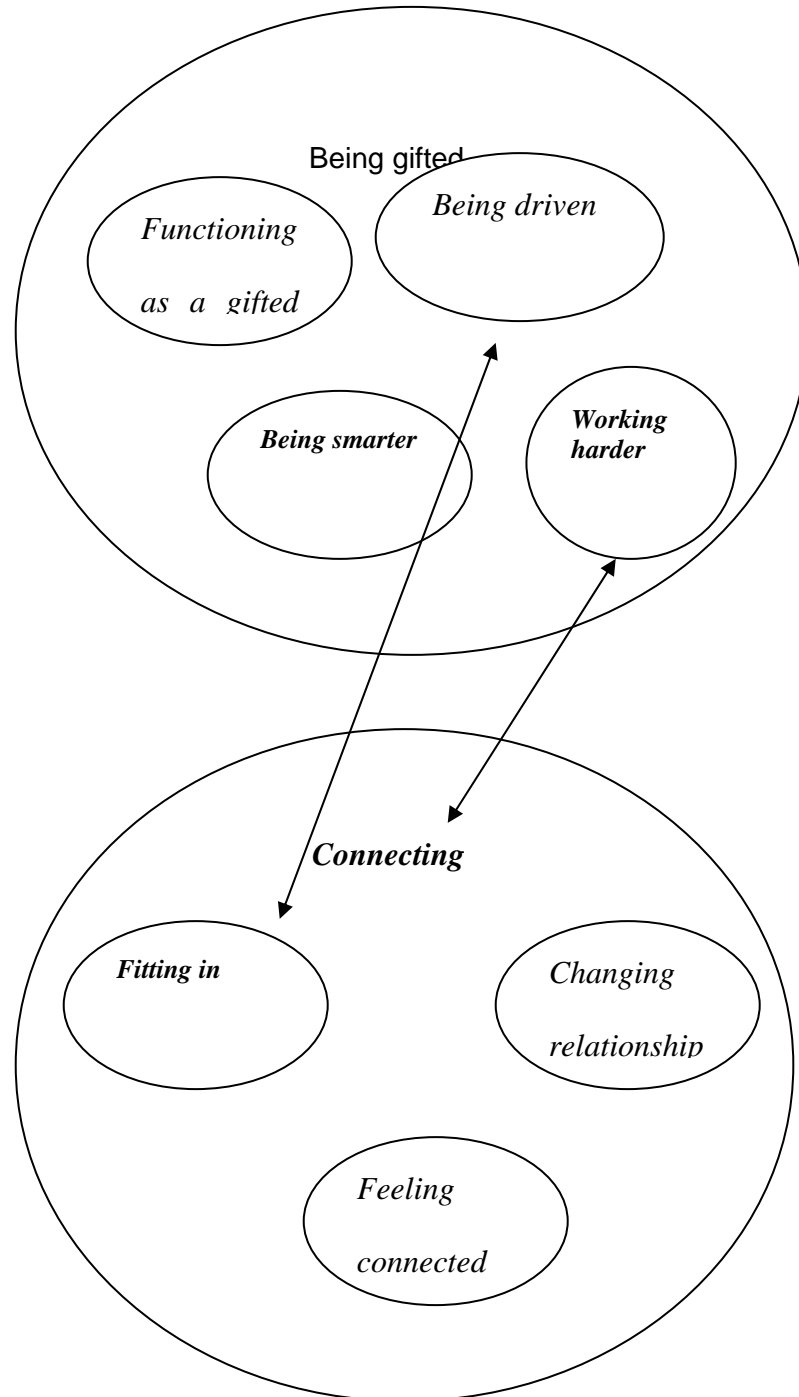 Being gifted
Being driven
Functioning
as a gifted
Being smarter
Working
harder
Connecting
Fitting in
Changing
relationship
Feeling
connected